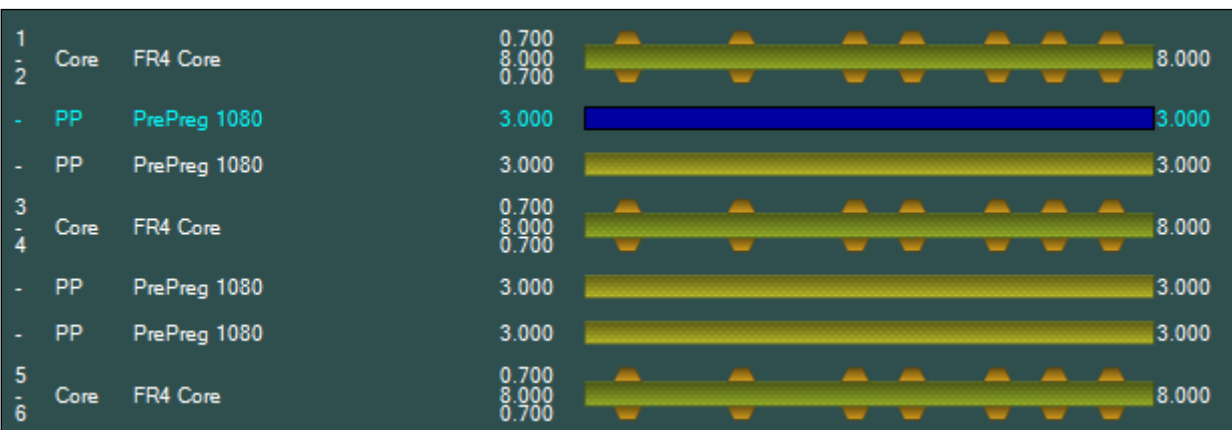 1 0.700
- Core FR4 Core 8.000 8.000
2 0.700
- PP PrePreg 1080 3.000 3.000
- PP PrePreg 1080 3.000 3.000
3 0.700
- Core FR4 Core 8.000 8.000
4 0.700
- PP PrePreg 1080 3.000 3.000
- PP PrePreg 1080 3.000 3.000
5 0.700
- Core FR4 Core 8.000 8.000
6 0.700